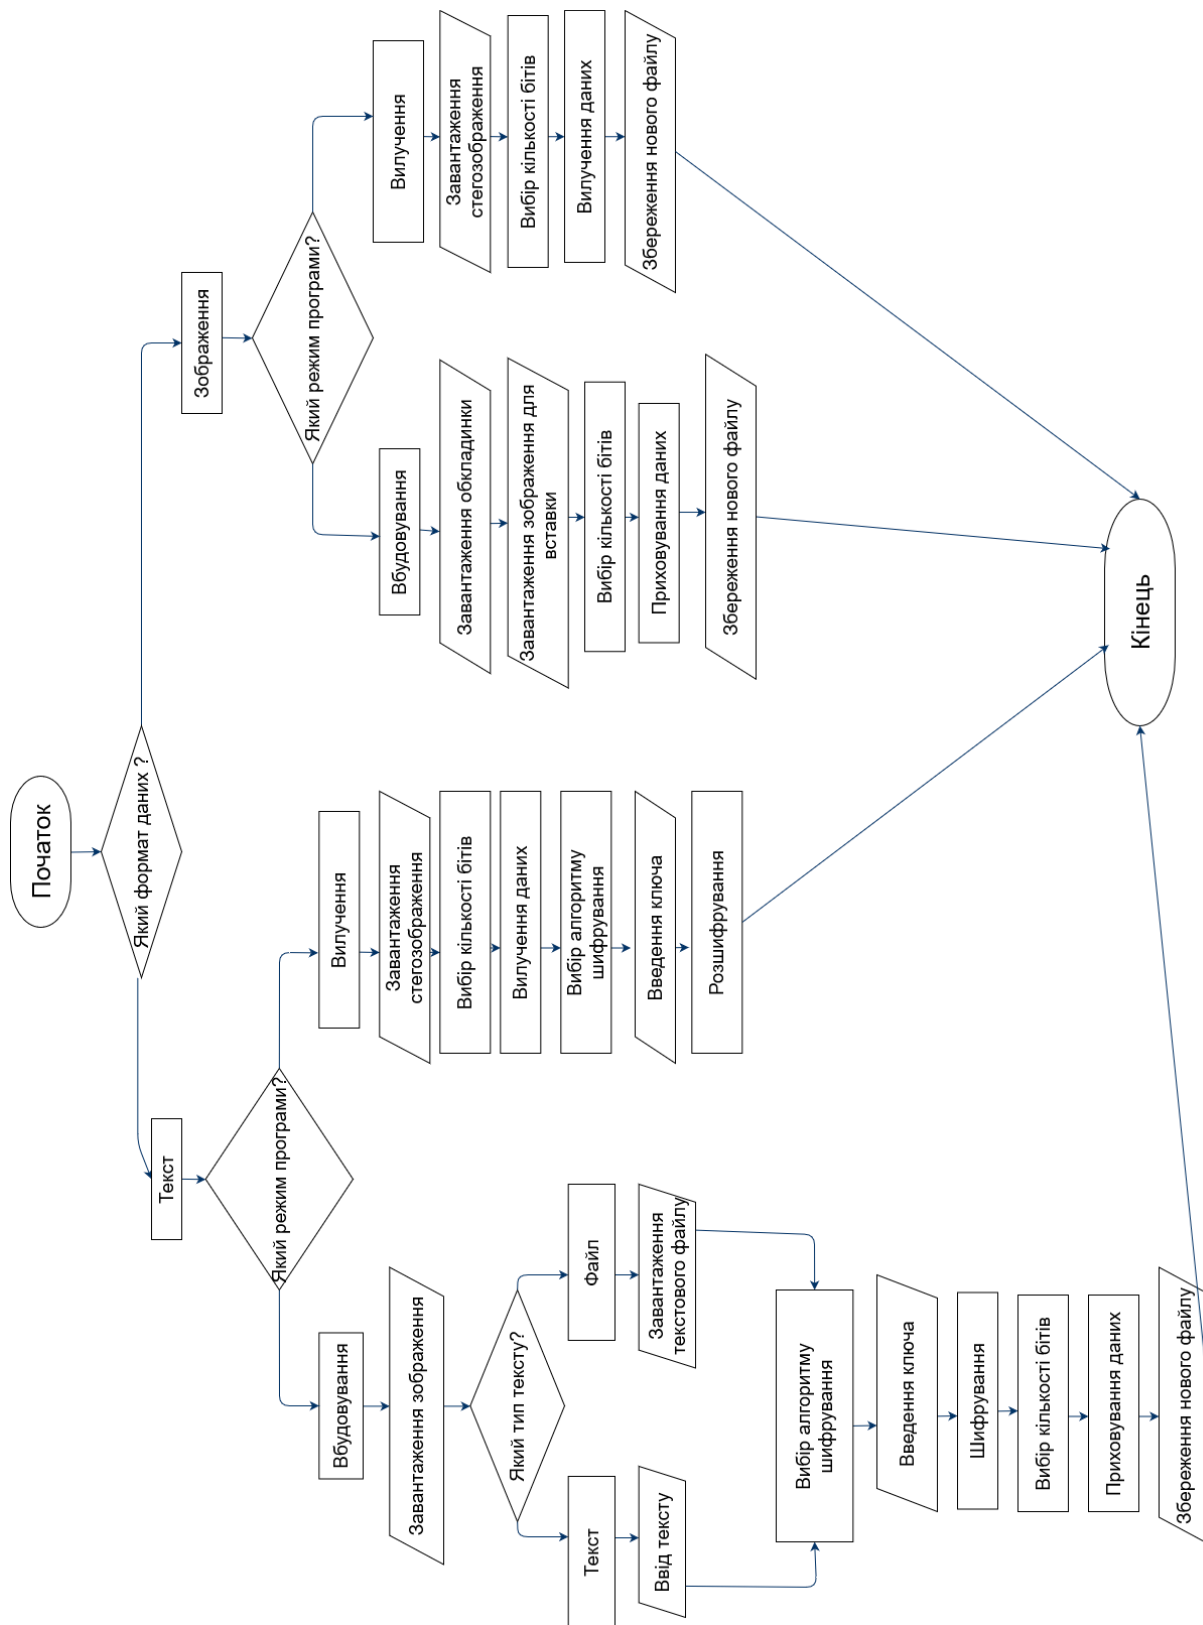 Початок
Який формат даних ?
Текст
Який режим програми?
Вбудовування
Завантаження зображення
Який тип тексту?
Текст
Ввід тексту
Файл
Завантаження
текстового файлу
Вибір алгоритму
шифрування
Введення ключа
Шифрування
Вибір кількості бітів
Приховування даних
Збереження нового файлу
Вилучення
Завантаження
стегозображення
Вибір кількості бітів
Вилучення даних
Вибір алгоритму
шифрування
Введення ключа
Розшифрування
Зображення
Який режим програми?
Вбудовування
Завантаження обкладинки
Завантаження зображення для
вставки
Вибір кількості бітів
Приховування даних
Збереження нового файлу
Вилучення
Завантаження
стегозображення
Вибір кількості бітів
Вилучення даних
Збереження нового файлу
Кінець